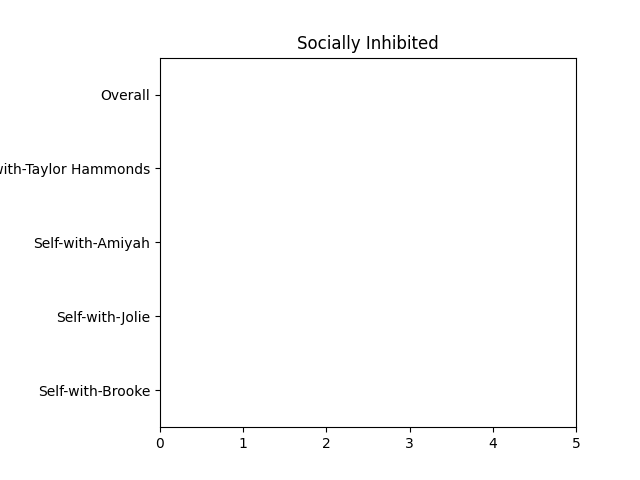 Socially Inhibited
Overall
with-Taylor Hammonds
Self-with-Amiyah
Self-with-Jolie
Self-with-Brooke
0 1 2 3 4 5